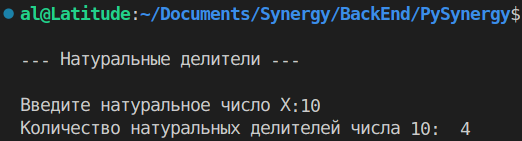 al@Latitude:~/Documents/Synergy/BackEnd/PySynergy$
--- Натуральные делители ---
Введите натуральное число X:10
Количество натуральных делителей числа 10:  4